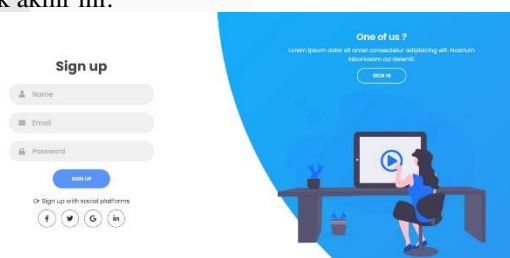 k akhir ini.
Sign up
Name
Email
Password
SIGN UP
Or Sign up with social platforms
G
in
One of us ?
Lorem ipsum dolor sit amet consectetur adipisicing elit. Nostrum
laboriosam ad deleniti.
SIGN IN